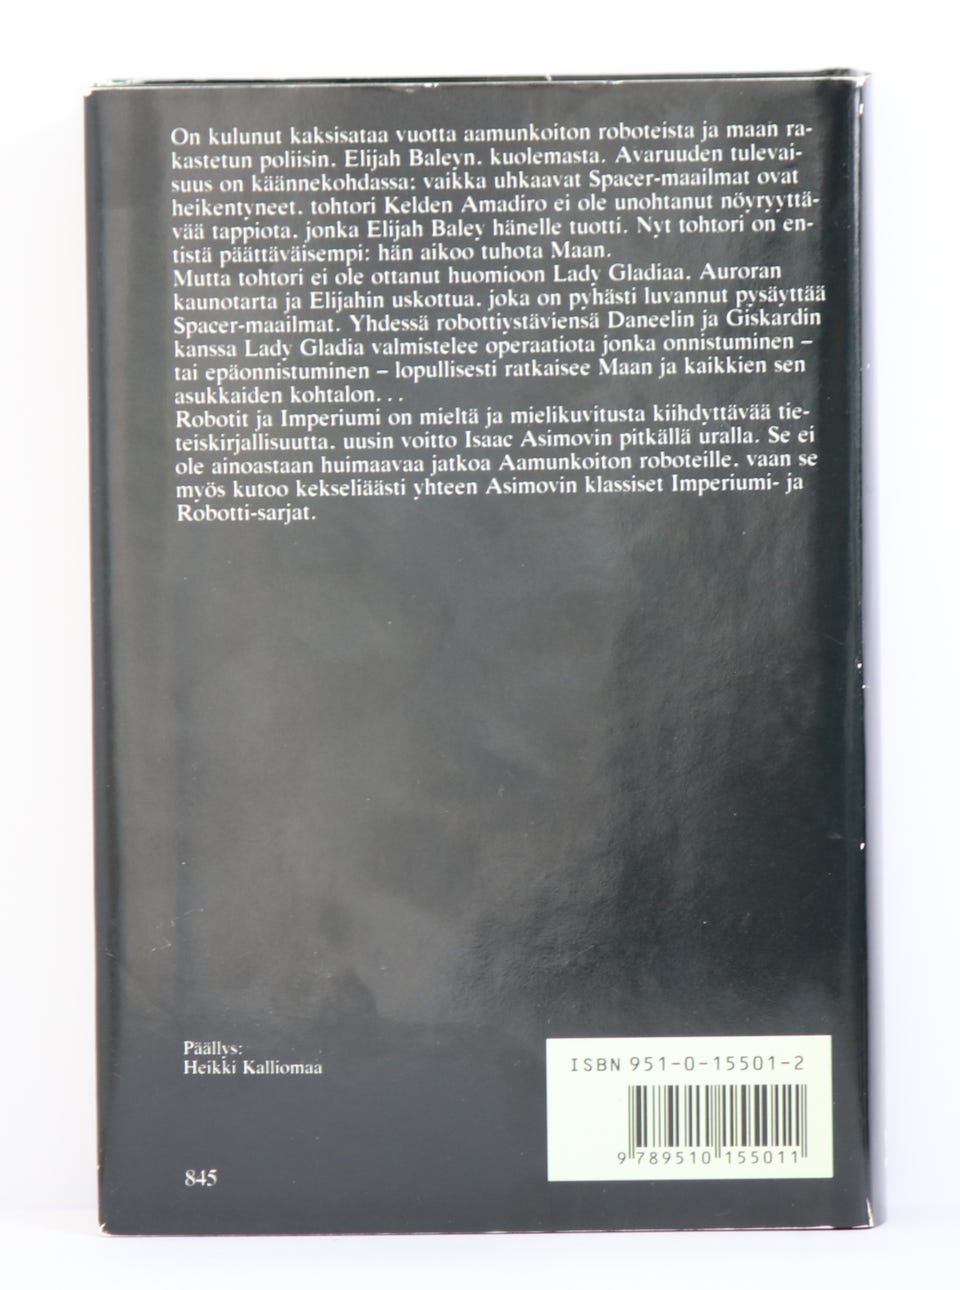 On kulunut kaksisataa vuotta aamunkoiton roboteista ja maan ra-
kastetun poliisin, Elijah Baleyn, kuolemasta. Avaruuden tulevai-
suus on käännekohdassa: vaikka uhkaavat Spacer-maailmat ovat
heikentyneet, tohtori Kelden Amadiro ei ole unohtanut nöyryyttä-
vää tappiota, jonka Elijah Baley hänelle tuotti. Nyt tohtori on en-
tistä päättäväisempi: hän aikoo tuhota Maan.
Mutta tohtori ei ole ottanut huomioon Lady Gladiaa, Auroran
kaunotarta ja Elijahin uskottua, joka on pyhästi luvannut pysäyttää
Spacer-maailmat. Yhdessä robottiystäviensä Daneelin ja Giskardin
kanssa Lady Gladia valmistelee operaatiota jonka onnistuminen –
tai epäonnistuminen – lopullisesti ratkaisee Maan ja kaikkien sen
asukkaiden kohtalon...
Robotit ja Imperiumi on mieltä ja mielikuvitusta kiihdyttävää tie-
teiskirjallisuutta, uusin voitto Isaac Asimovin pitkällä uralla. Se ei
ole ainoastaan huimaavaa jatkoa Aamunkoiton roboteille, vaan se
myös kutoo kekseliäästi yhteen Asimovin klassiset Imperiumi- ja
Robotti-sarjat.
Päällys:
Heikki Kalliomaa
845
ISBN 951-0-15501-2
9 789510 155011